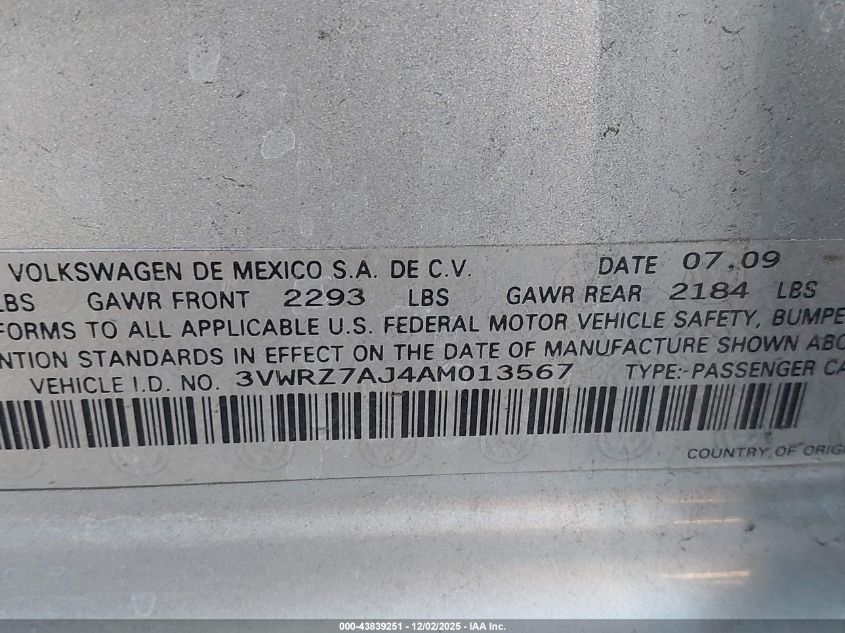 VOLKSWAGEN DE MEXICO S.A. DE C.V. DATE 07.09
LBS GAWR FRONT 2293 LBS GAWR REAR 2184 LBS
FORMS TO ALL APPLICABLE U.S. FEDERAL MOTOR VEHICLE SAFETY, BUMPE
NTION STANDARDS IN EFFECT ON THE DATE OF MANUFACTURE SHOWN ABO
VEHICLE I.D. NO. 3VWRZ7AJ4AM013567 TYPE:-PASSENGER CA
COUNTRY OF ORIG
000-43839251 - 12/02/2025 - IAA Inc.